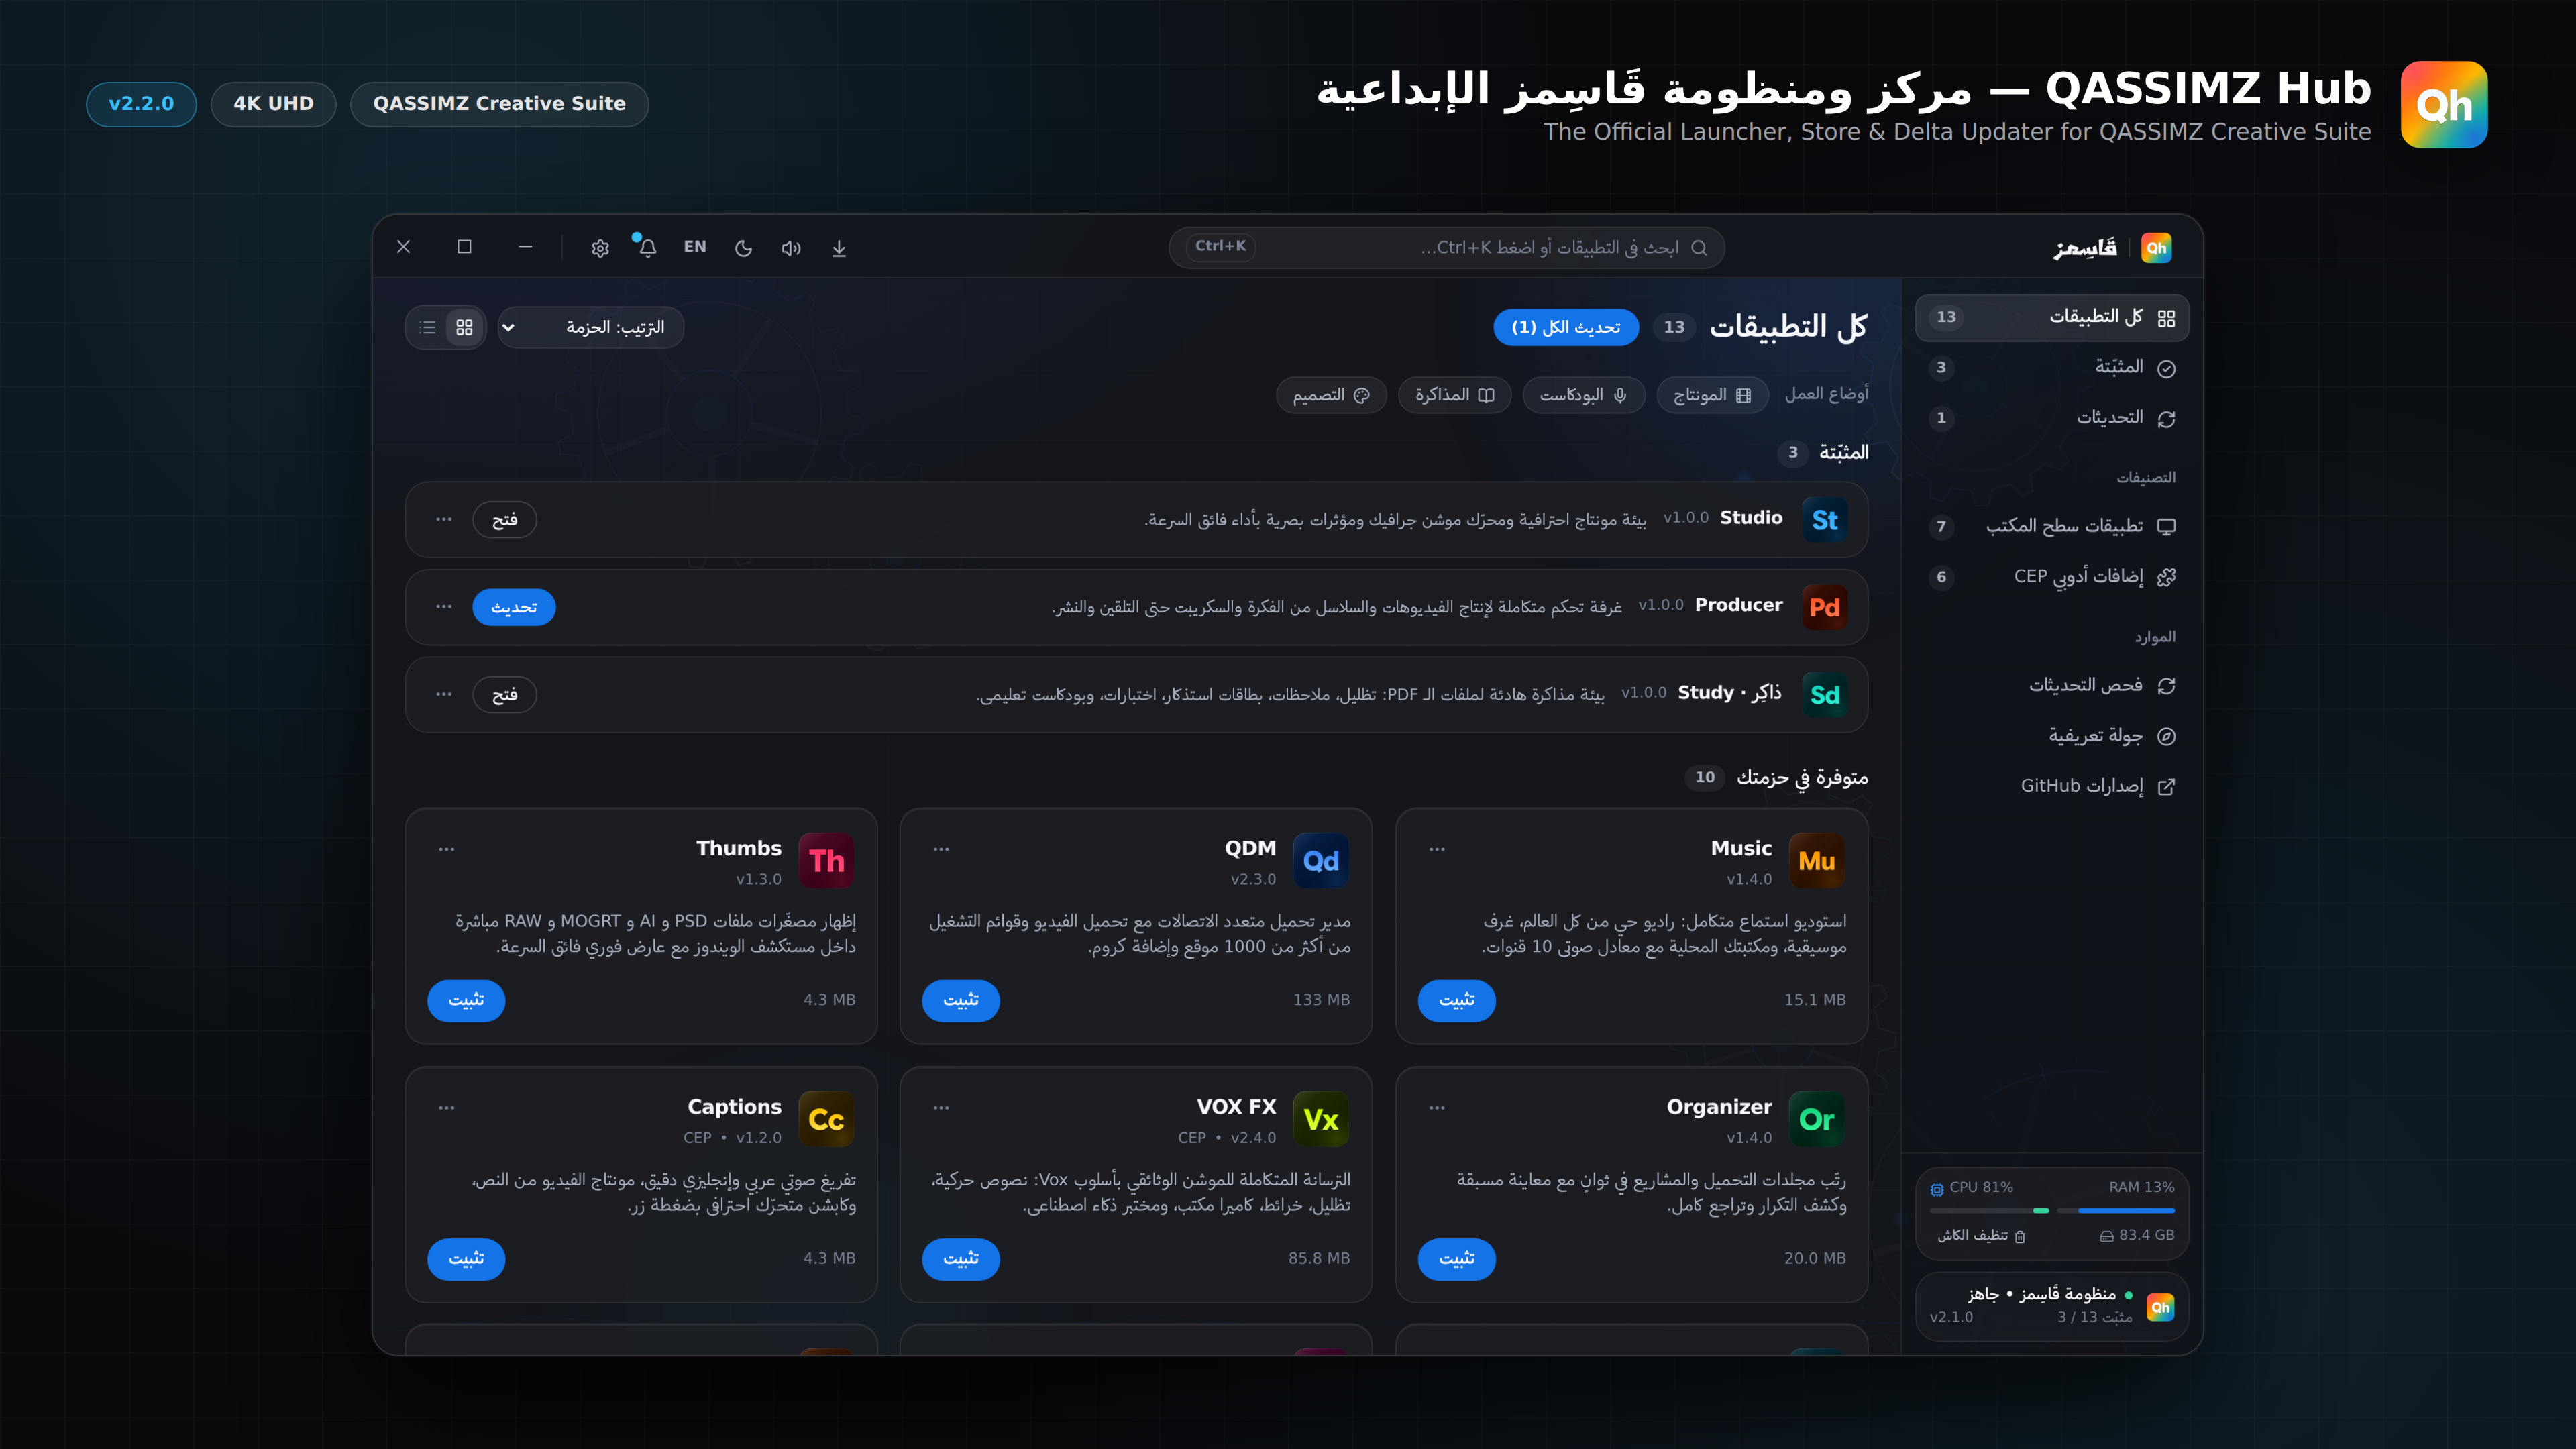 QASSIMZ Hub — مركز ومنظومة قَاسِمز الإبداعية
The Official Launcher, Store & Delta Updater for QASSIMZ Creative Suite
Qh
v2.2.0
4K UHD
QASSIMZ Creative Suite
Qh
قَاسِمز
ابحث في التطبيقات أو اضغط Ctrl+K...
Ctrl+K
EN
كل التطبيقات 13
المثبّتة 3
التحديثات 1
التصنيفات
تطبيقات سطح المكتب 7
إضافات أدوبي CEP 6
الموارد
فحص التحديثات
جولة تعريفية
إصدارات GitHub
CPU 81%
RAM 13%
تنظيف الكاش
83.4 GB
Qh
منظومة قَاسِمز • جاهز
مثبّت 13 / 3
v2.1.0
كل التطبيقات 13
تحديث الكل (1)
الترتيب: الحزمة
أوضاع العمل
المونتاج
البودكاست
المذاكرة
التصميم
المثبّتة 3
St
Studio v1.0.0
بيئة مونتاج احترافية ومحرّك موشن جرافيك ومؤثرات بصرية بأداء فائق السرعة.
فتح
Pd
Producer v1.0.0
غرفة تحكم متكاملة لإنتاج الفيديوهات والسلاسل من الفكرة والسكريبت حتى التلقين والنشر.
تحديث
Sd
ذاكِر · Study v1.0.0
بيئة مذاكرة هادئة لملفات الـ PDF: تظليل، ملاحظات، بطاقات استذكار، اختبارات، وبودكاست تعليمي.
فتح
متوفرة في حزمتك 10
Mu
Music
v1.4.0
استوديو استماع متكامل: راديو حي من كل العالم، غرف
موسيقية، ومكتبتك المحلية مع معادل صوتي 10 قنوات.
15.1 MB
تثبيت
Qd
QDM
v2.3.0
مدير تحميل متعدد الاتصالات مع تحميل الفيديو وقوائم التشغيل
من أكثر من 1000 موقع وإضافة كروم.
133 MB
تثبيت
Th
Thumbs
v1.3.0
إظهار مصغّرات ملفات PSD و AI و MOGRT و RAW مباشرة
داخل مستكشف الويندوز مع عارض فوري فائق السرعة.
4.3 MB
تثبيت
Or
Organizer
v1.4.0
رتّب مجلدات التحميل والمشاريع في ثوانٍ مع معاينة مسبقة
وكشف التكرار وتراجع كامل.
20.0 MB
تثبيت
Vx
VOX FX
CEP • v2.4.0
الترسانة المتكاملة للموشن الوثائقي بأسلوب Vox: نصوص حركية،
تظليل، خرائط، كاميرا مكتب، ومختبر ذكاء اصطناعي.
85.8 MB
تثبيت
Cc
Captions
CEP • v1.2.0
تفريغ صوتي عربي وإنجليزي دقيق، مونتاج الفيديو من النص،
وكابشن متحرّك احترافي بضغطة زر.
4.3 MB
تثبيت